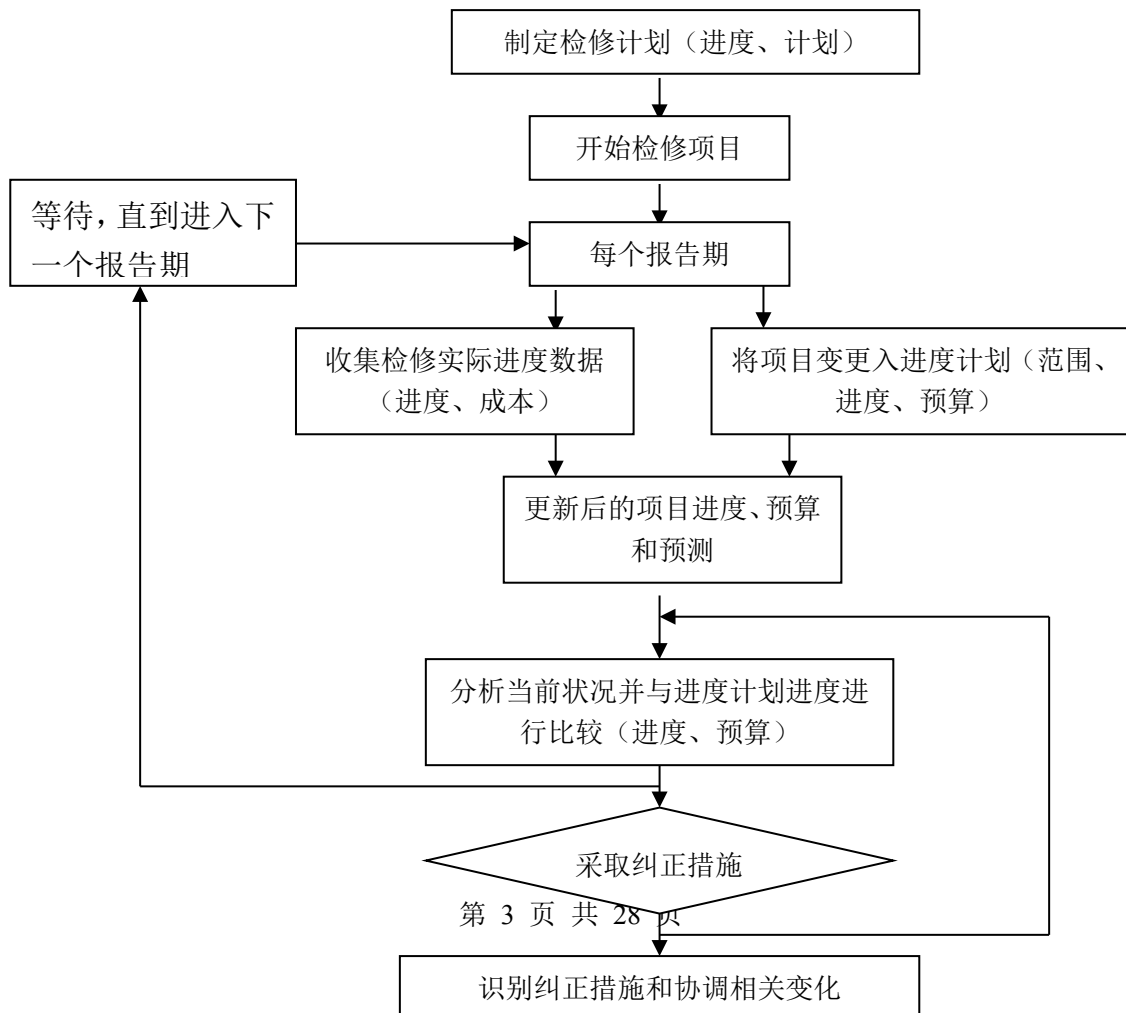 制定检修计划（进度、计划）
开始检修项目
等待，直到进入下
一个报告期
每个报告期
收集检修实际进度数据
（进度、成本）
将项目变更入进度计划（范围、
进度、预算）
更新后的项目进度、预算
和预测
分析当前状况并与进度计划进度进
行比较（进度、预算）
采取纠正措施
第 3 页 共 28 页
识别纠正措施和协调相关变化